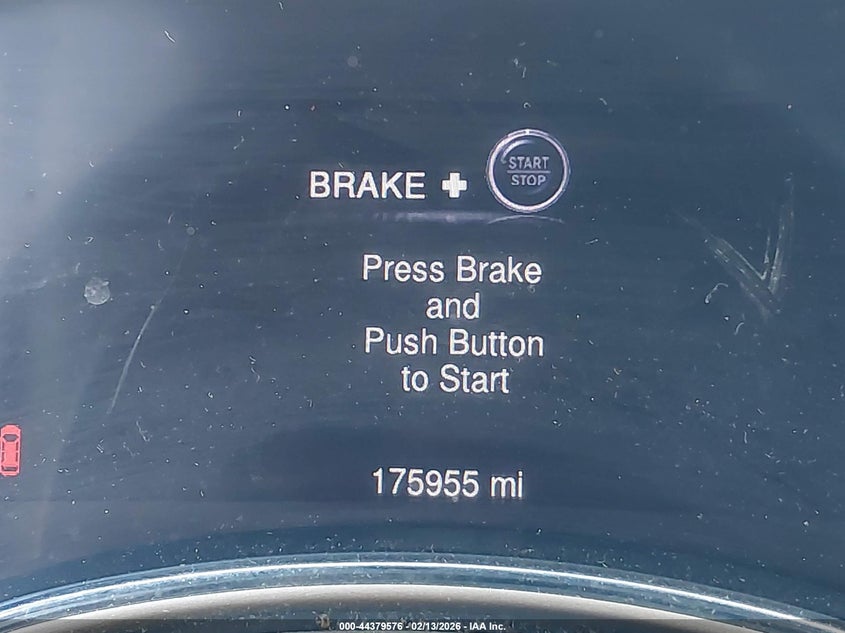 BRAKE + START
STOP
Press Brake
and
Push Button
to Start
175955 mi
000-44379576 - 02/13/2026 - IAA Inc.